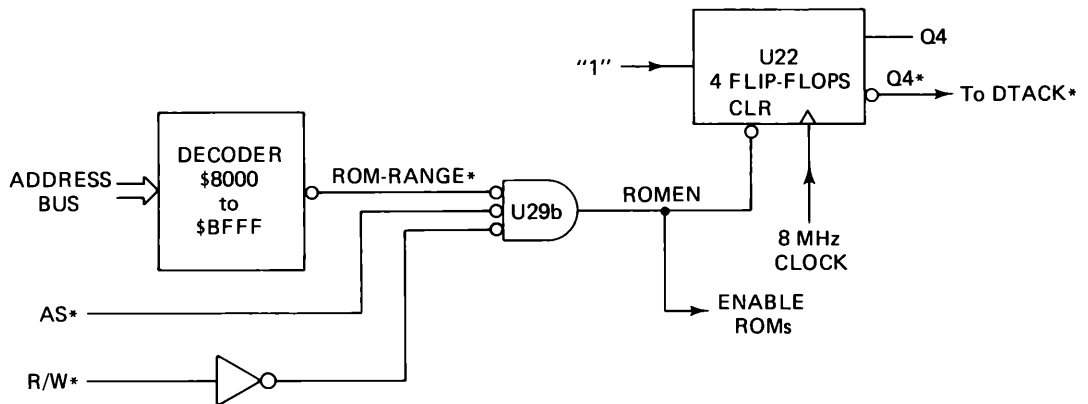 "1"
U22
4 FLIP-FLOPS
CLR
Q4
Q4*
To DTACK*
ADDRESS
BUS
DECODER
$8000
to
$BFFF
ROM-RANGE*
U29b
ROMEN
8 MHz
CLOCK
ENABLE
ROMs
AS*
R/W*